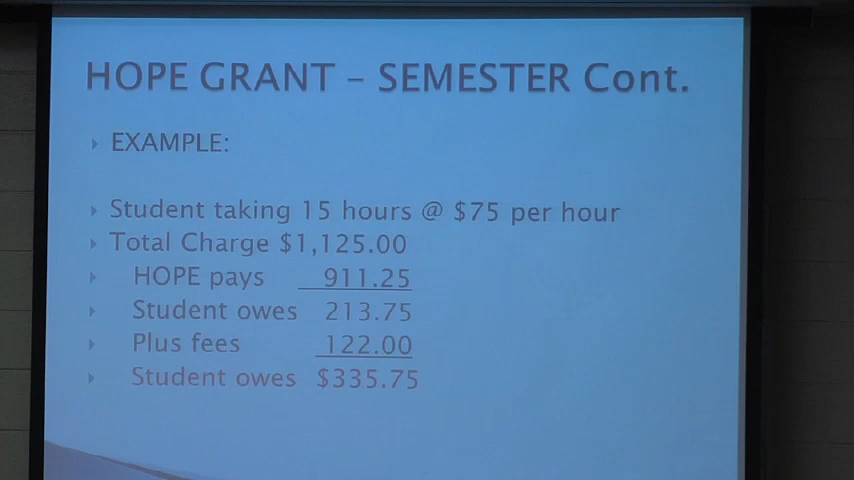 HOPE GRANT – SEMESTER Cont.
EXAMPLE:
Student taking 15 hours @ $75 per hour
Total Charge $1,125.00
HOPE pays 911.25
Student owes 213.75
Plus fees 122.00
Student owes $335.75